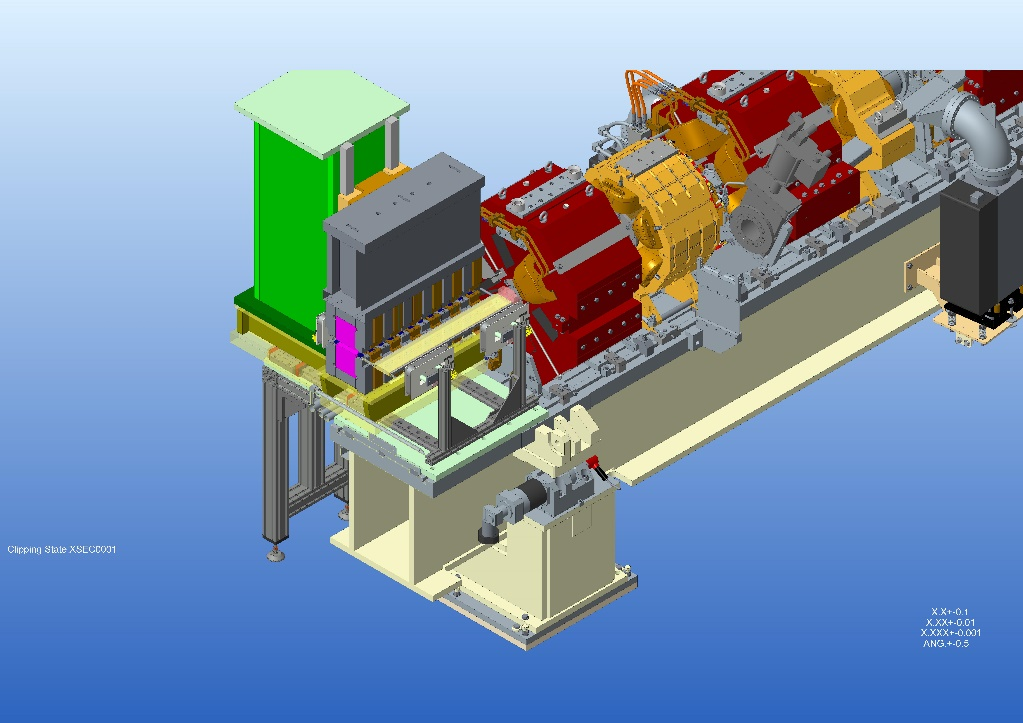 Clipping State:XSEC0001
X.X+-0.1
X.XX+-0.01
X.XXX+-0.001
ANG.+-0.5